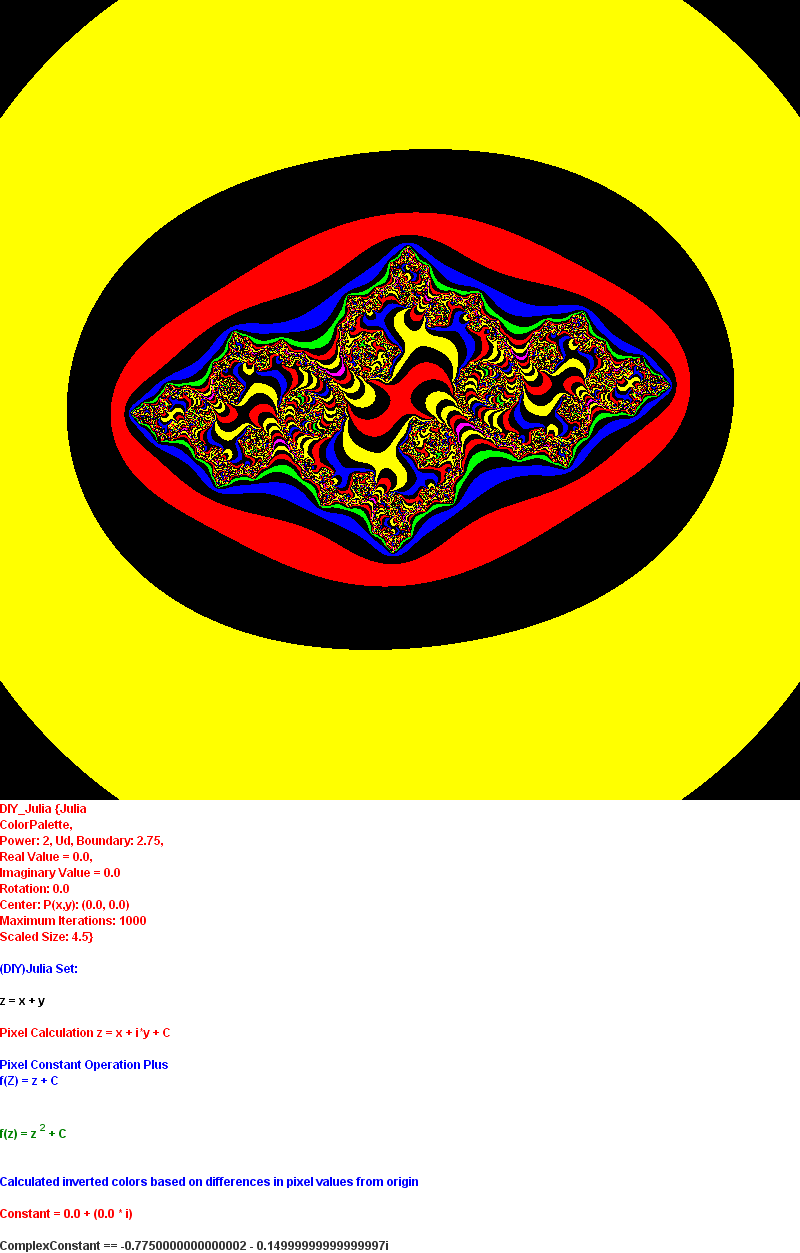 DIY_Julia {Julia
ColorPalette,
Power: 2, Ud, Boundary: 2.75,
Real Value = 0.0,
Imaginary Value = 0.0
Rotation: 0.0
Center: P(x,y): (0.0, 0.0)
Maximum Iterations: 1000
Scaled Size: 4.5}
(DIY)Julia Set:
z = x + y
Pixel Calculation z = x + i*y + C
Pixel Constant Operation Plus
f(Z) = z + C
f(z) = z 2 + C
Calculated inverted colors based on differences in pixel values from origin
Constant = 0.0 + (0.0 * i)
ComplexConstant == -0.7750000000000002 - 0.14999999999999997i